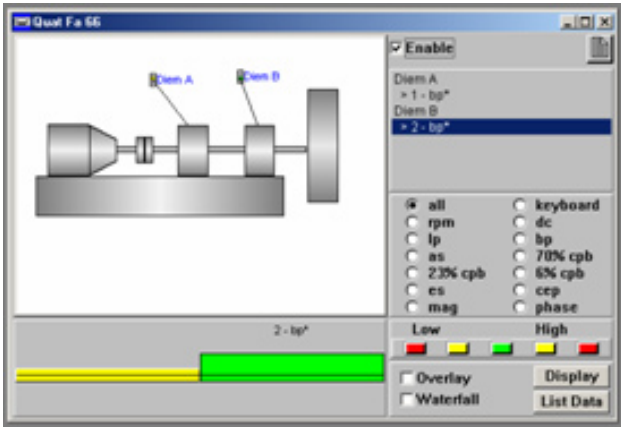 Quat Fa 66
Enable
Diem A
Diem B
Diem A
> 1 - bp*
Diem B
> 2 - bp*
all
keyboard
rpm
dc
lp
bp
as
70% cpb
23% cpb
6% cpb
es
cep
mag
phase
2 - bp*
Low
High
Overlay
Display
Waterfall
List Data